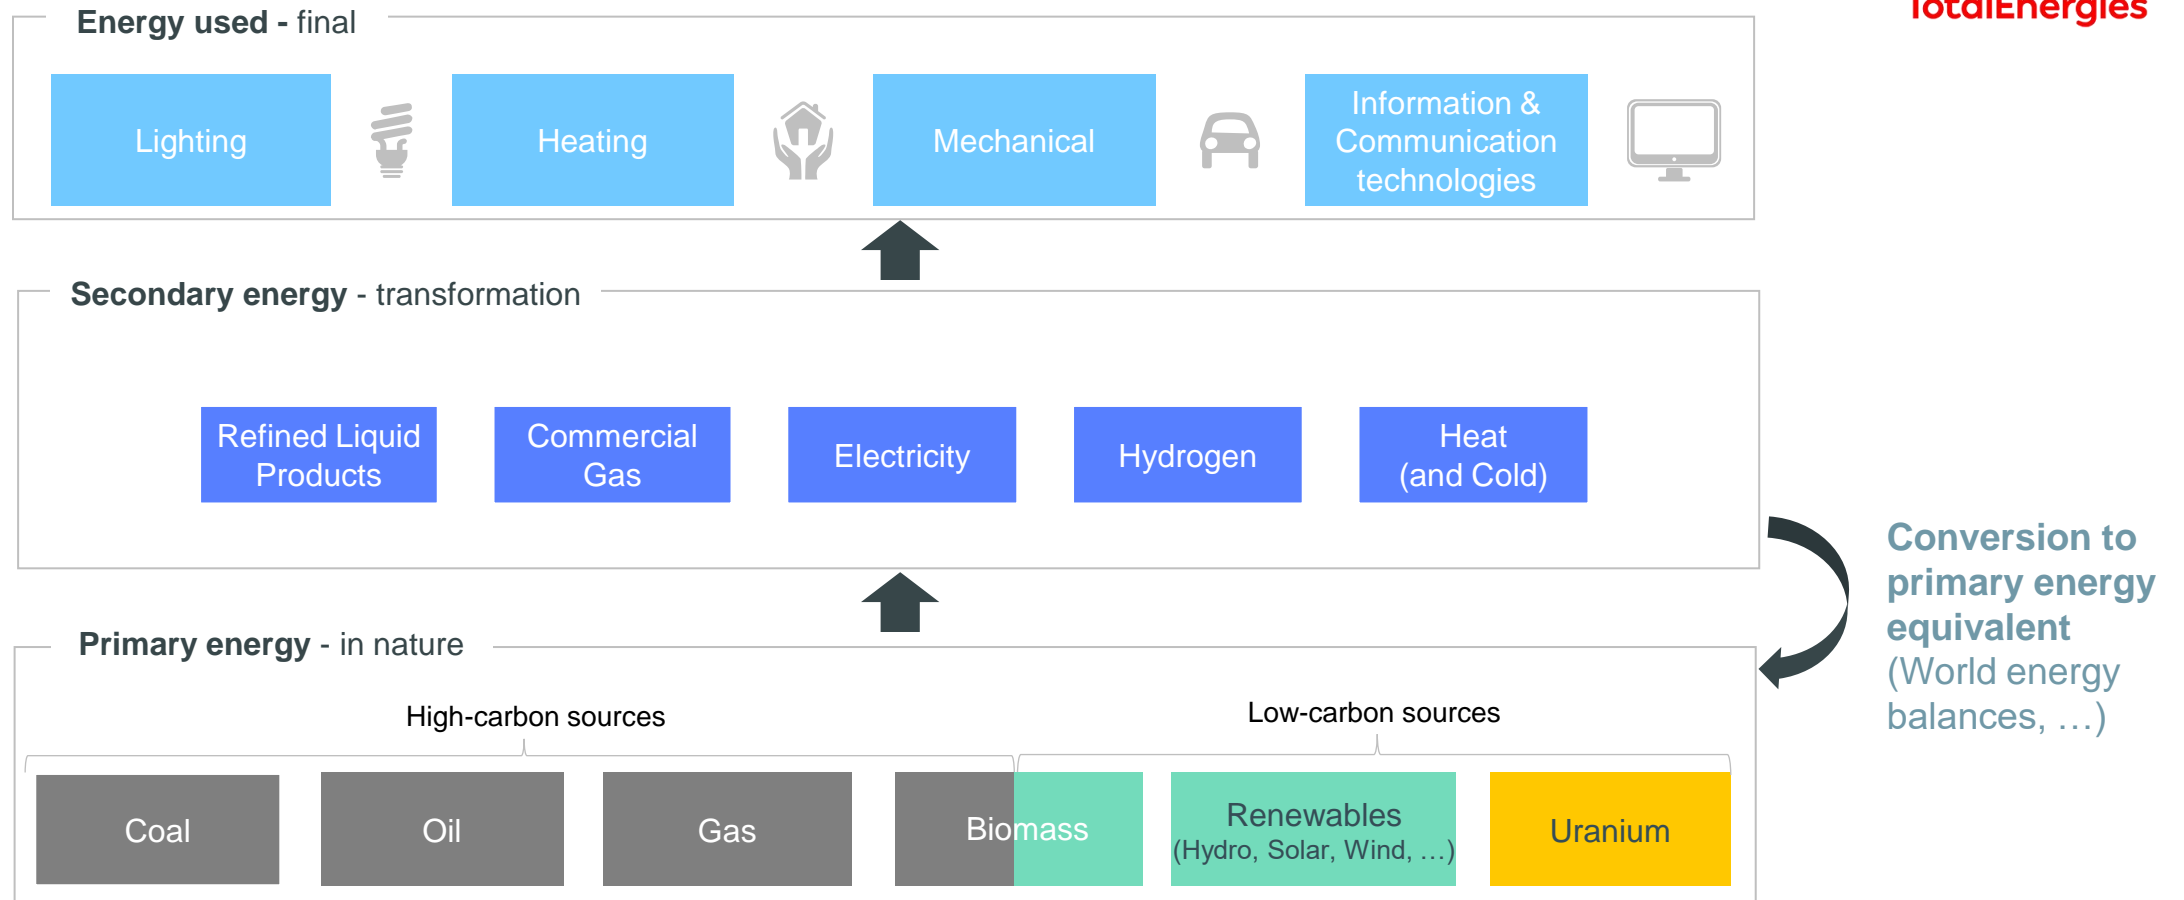 TotalEnergies
Energy used - final
Lighting
Heating
Mechanical
Information &
Communication
technologies
Secondary energy - transformation
Refined Liquid
Products
Commercial
Gas
Electricity
Hydrogen
Heat
(and Cold)
Conversion to
primary energy
equivalent
(World energy
balances, …)
Primary energy - in nature
High-carbon sources
Low-carbon sources
Coal
Oil
Gas
Biomass
Renewables
(Hydro, Solar, Wind, …)
Uranium